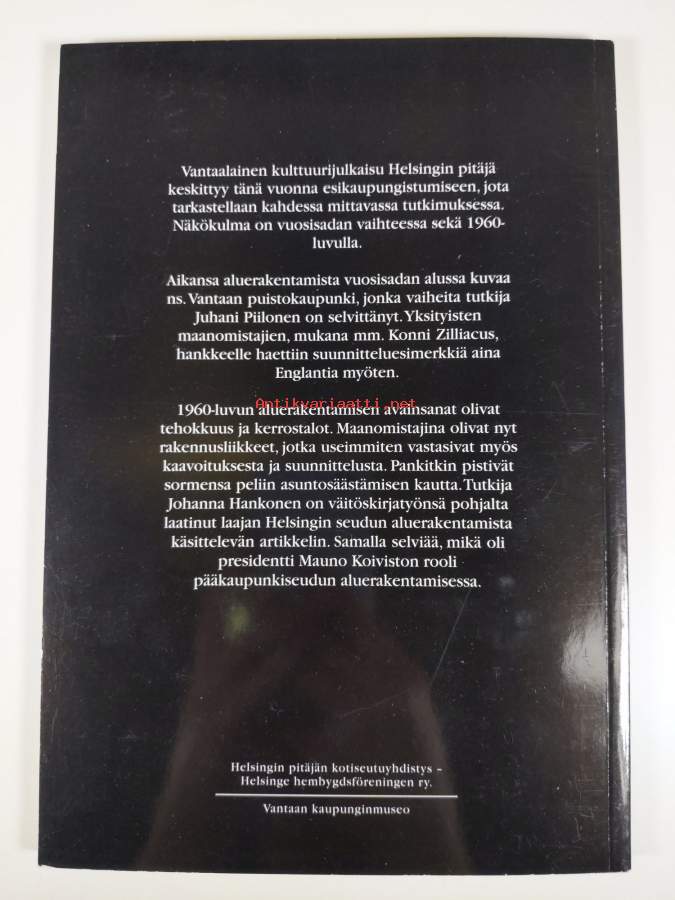 Vantaalainen kulttuurijulkaisu Helsingin pitäjä
keskittyy tänä vuonna esikaupungistumiseen, jota
tarkastellaan kahdessa mittavassa tutkimuksessa.
Näkökulma on vuosisadan vaihteessa sekä 1960-
luvulla.
Aikansa aluerakentamista vuosisadan alussa kuvaa
ns. Vantaan puistokaupunki, jonka vaiheita tutkija
Juhani Piilonen on selvittänyt. Yksityisten
maanomistajien, mukana mm. Konni Zilliacus,
hankkeelle haettiin suunnitteluesimerkkiä aina
Englantia myöten.
Antikvariaatti.net
1960-luvun aluerakentamisen avainsanat olivat
tehokkuus ja kerrostalot. Maanomistajina olivat nyt
rakennusliikkeet, jotka useimmiten vastasivat myös
kaavoituksesta ja suunnittelusta. Pankitkin pistivät
sormensa peliin asuntosäästämisen kautta. Tutkija
Johanna Hankonen on väitöskirjatyönsä pohjalta
laatinut laajan Helsingin seudun aluerakentamista
käsittelevän artikkelin. Samalla selviää, mikä oli
presidentti Mauno Koiviston rooli
pääkaupunkiseudun aluerakentamisessa.
Helsingin pitäjän kotiseutuyhdistys –
Helsinge hembygdsföreningen ry.
Vantaan kaupunginmuseo